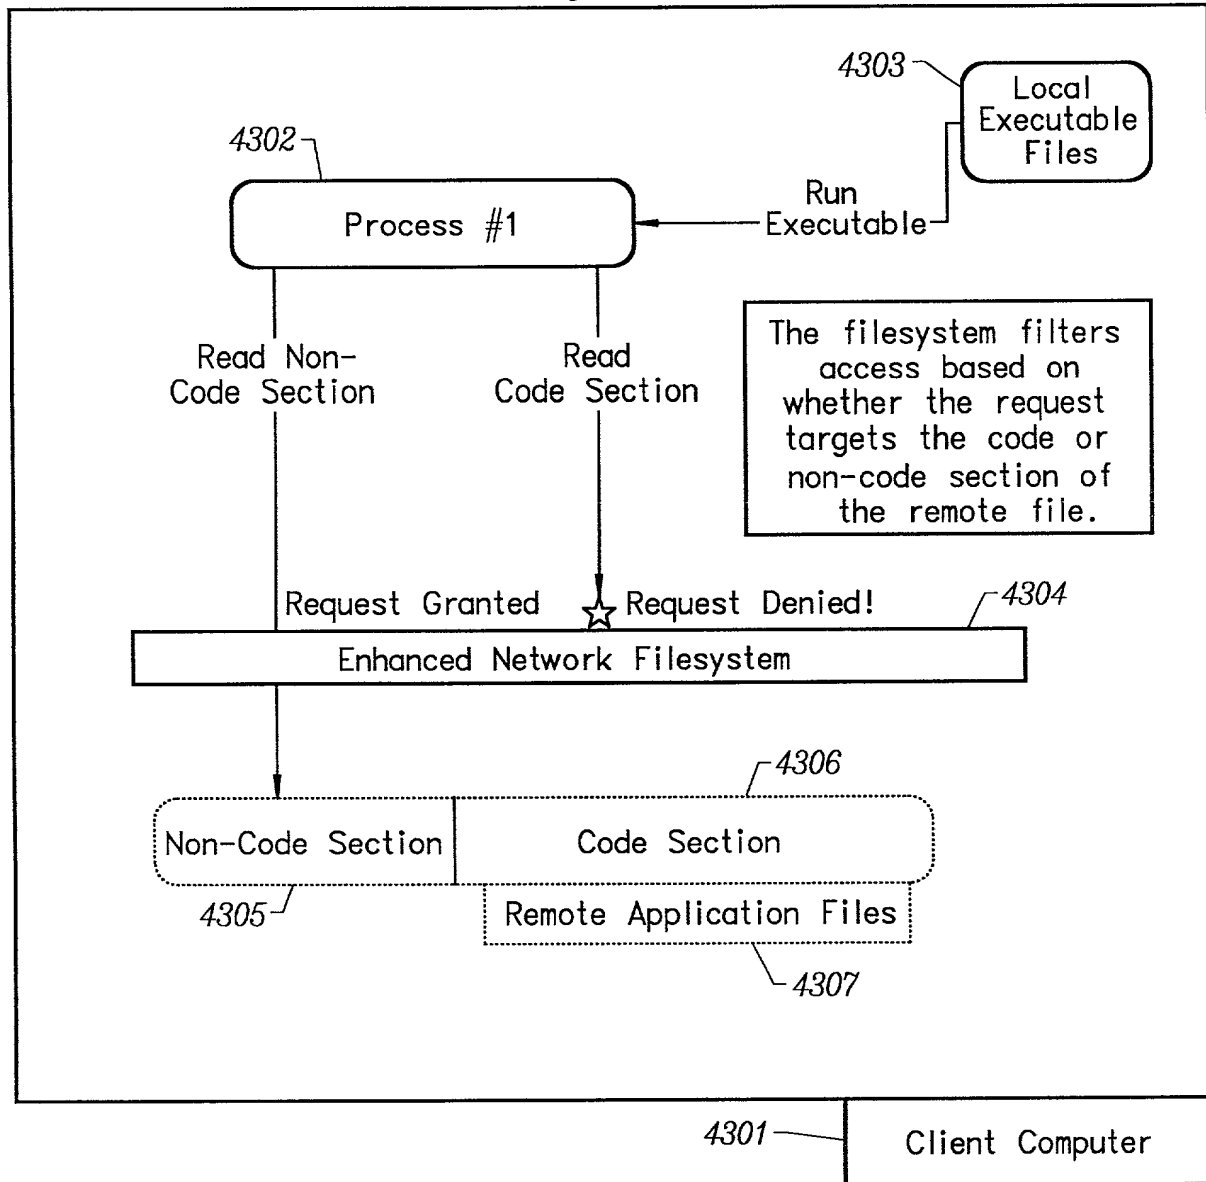 4303
Local
Executable
Files
4302
Run
Executable
Process #1
Read Non-
Code Section
Read
Code Section
The filesystem filters
access based on
whether the request
targets the code or
non-code section of
the remote file.
Request Granted
Request Denied!
4304
Enhanced Network Filesystem
4306
Non-Code Section
Code Section
4305
Remote Application Files
4307
4301
Client Computer